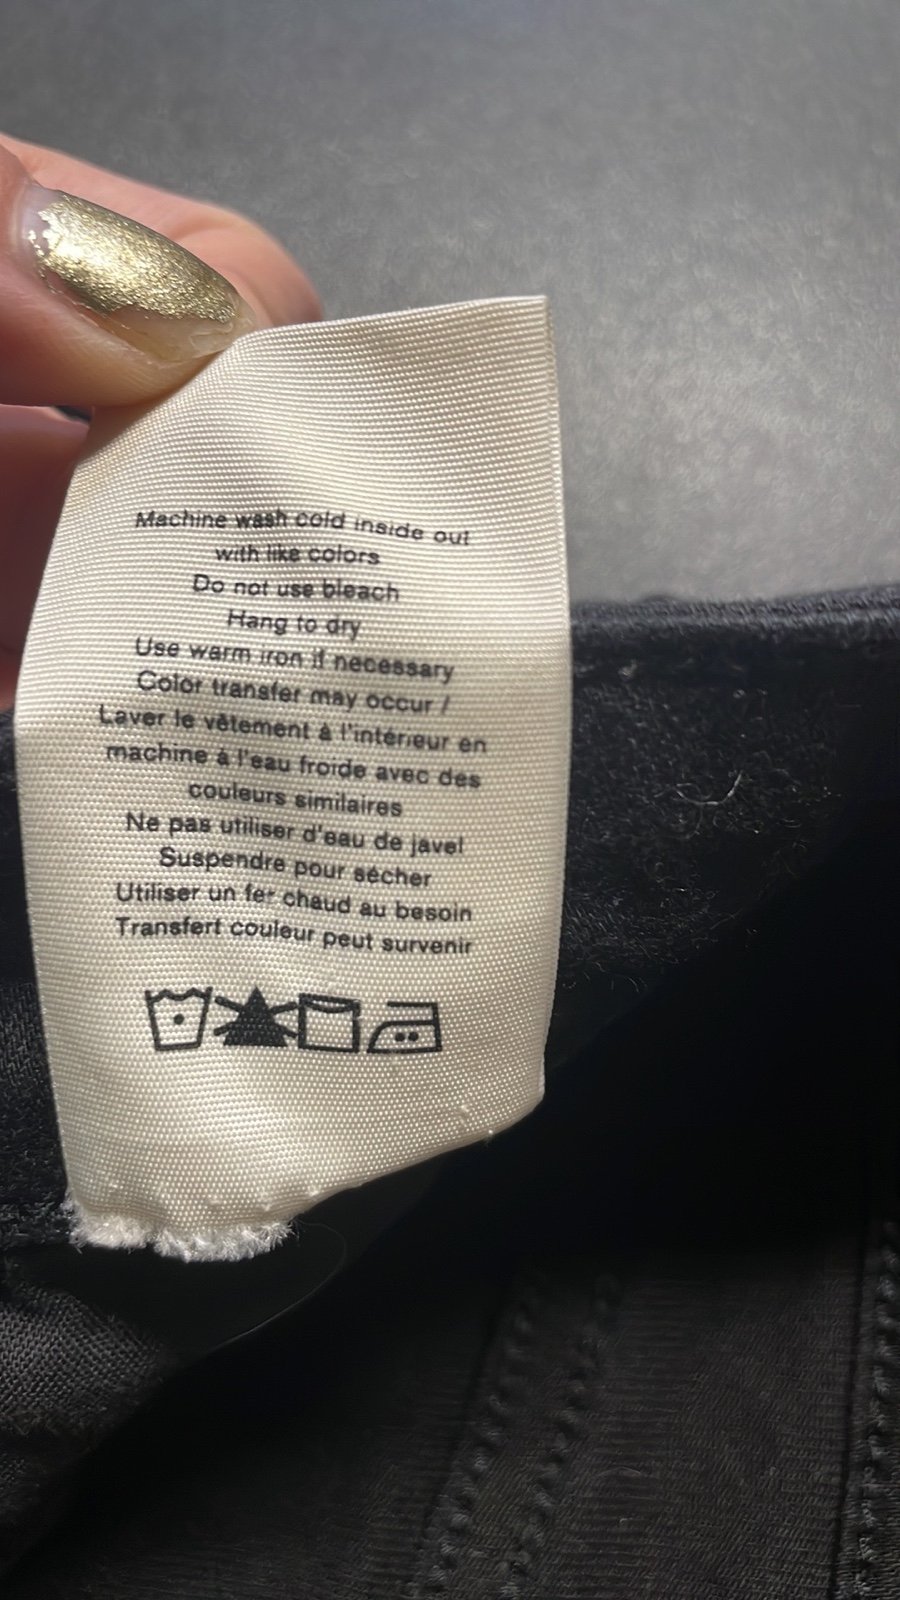 Machine wash cold inside out
with like colors
Do not use bleach
Hang to dry
Use warm iron if necessary
Color transfer may occur /
Laver le vêtement à l'intérieur en
machine à l'eau froide avec des
couleurs similaires
Ne pas utiliser d'eau de javel
Suspendre pour sécher
Utiliser un fer chaud au besoin
Transfert couleur peut survenir